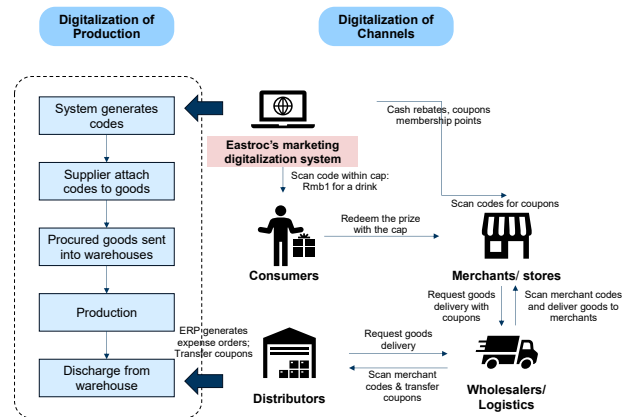 Digitalization of
Production
Digitalization of
Channels
System generates
codes
Supplier attach
codes to goods
Procured goods sent
into warehouses
Production
Discharge from
warehouse
Eastroc's marketing
digitalization system
Cash rebates, coupons
membership points
Scan code within cap:
Rmb1 for a drink
Scan codes for coupons
Consumers
Redeem the prize
with the cap
Merchants/ stores
Request goods
delivery with
coupons
Scan merchant codes
and deliver goods to
merchants
ERP generates
expense orders;
Transfer coupons
Distributors
Request goods
delivery
Scan merchant
codes & transfer
coupons
Wholesalers/
Logistics